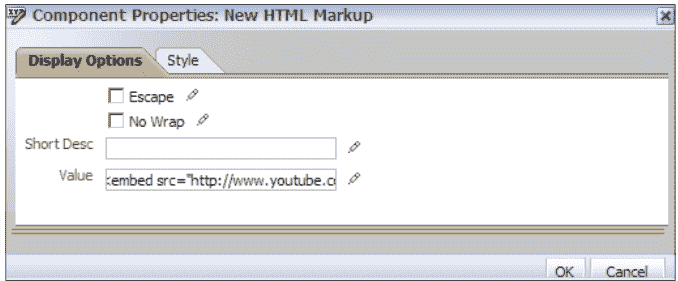 Component Properties: New HTML Markup
Display Options Style
Escape
No Wrap
Short Desc
Value embed src="http://www.youtube.c
OK Cancel